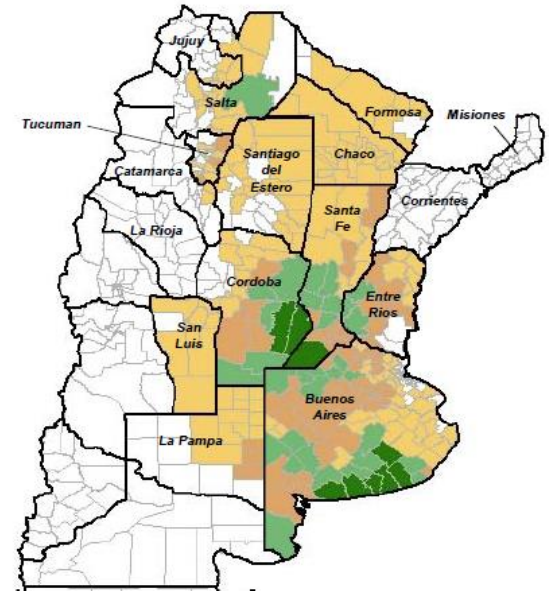 Jujuy
Salta
Formosa
Misiones
Tucuman
Santiago
del
Estero
Chaco
Catamarca
Corrientes
Santa
Fe
La Rioja
Cordoba
Entre
Rios
San
Luis
Buenos
Aires
La Pampa